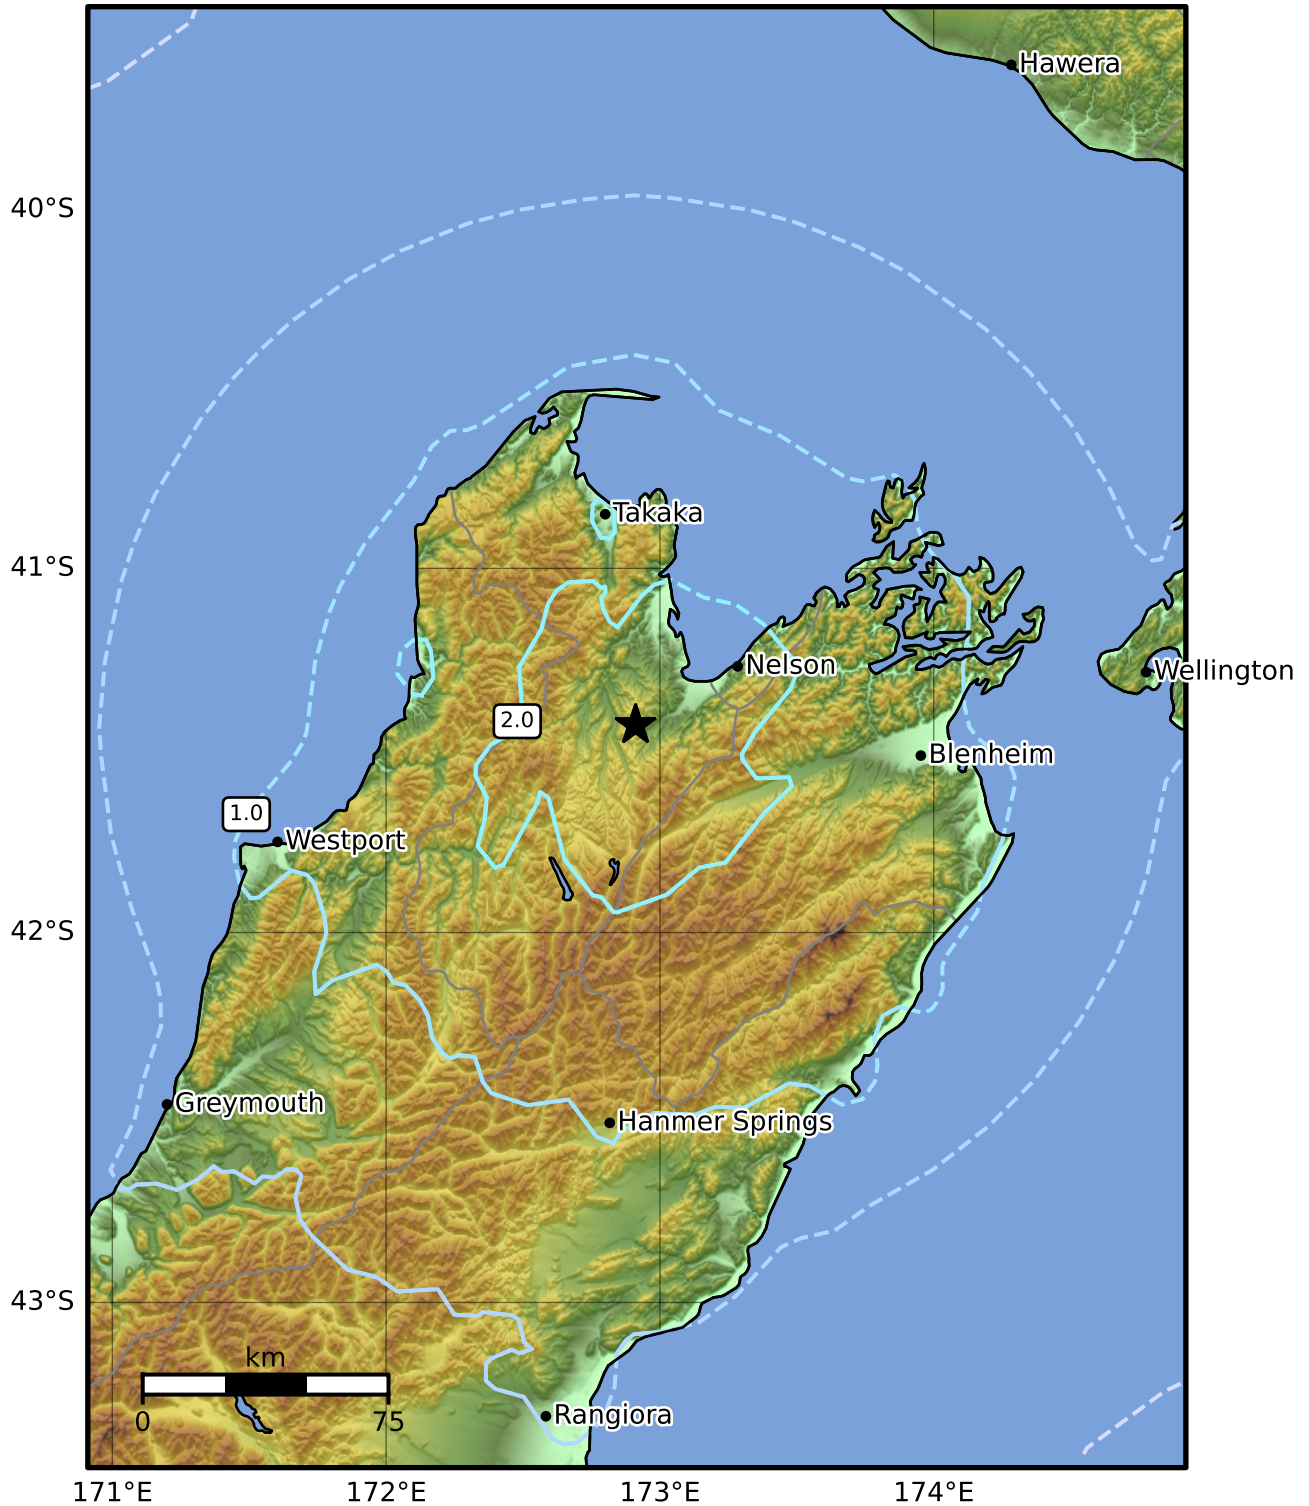 Hawera
40°S
Takaka
41°S
Nelson
Wellington
2.0
Blenheim
1.0
Westport
42°S
Greymouth
Hanmer Springs
43°S
km
0 75
Rangiora
171°E 172°E 173°E 174°E